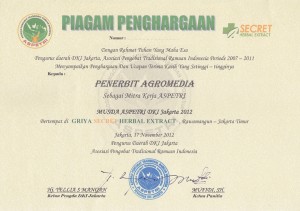 PIAGAM PENGHARGAAN
ASPETRI
SECRET
HERBAL EXTRACT
Nomor :
Dengan Rahmat Tuhan Yang Maha Esa
Pengurus daerah DKI Jakarta, Asosiasi Pengobat Tradisional Ramuan Indonesia Periode 2007 - 2011
Menyampaikan Penghargaan Dan Ucapan Terima Kasih Yang Setinggi - tingginya
Kepada :
PENERBIT AGROMEDIA
Sebagai Mitra Kerja ASPETRI
MUSDA ASPETRI DKI Jakarta 2012
Bertempat di GRIYA SECRET HERBAL EXTRACT - Rawamangun - Jakarta Timur
Jakarta, 17 November 2012
Pengurus Daerah DKI Jakarta
Asosiasi Pengobat Tradisional Ramuan Indonesia
Ketua Pengda DKI Jakarta
Ketua Panitia